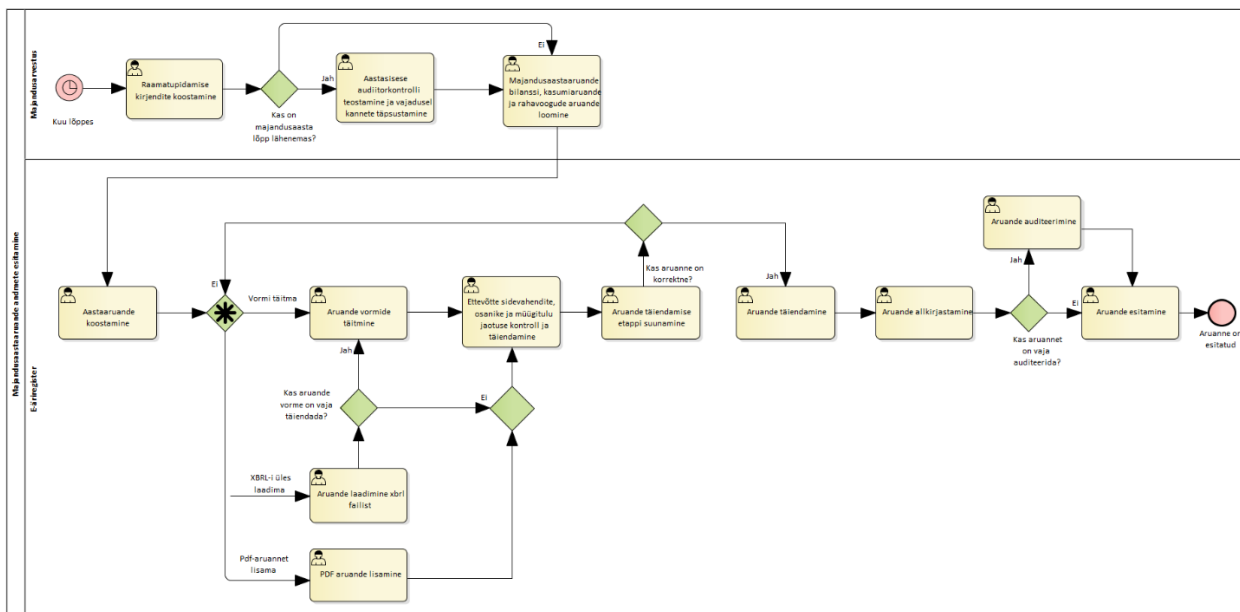 Majandusaastaaruande andmete esitamine
Majandusarvestus
Kuu lõppes
Raamatupidamise
kirjendite koostamine
Kas on
majandusaasta
lõpp lähenemas?
Jah
Ei
Aastasisese
audiitorkontrolli
teostamine ja vajadusel
kannete täpsustamine
Majandusaastaaruande
bilanssi, kasumiaruande
ja rahavoogude aruande
loomine
E-äriregister
Aastaaruande
koostamine
Ei
Vormi täitma
Aruande vormide
täitmine
Ettevõtte sidevahendite,
osanike ja müügitulu
jaotuse kontroll ja
täiendamine
Aruande täiendamise
etappi suunamine
Kas aruanne on
korrektne?
Jah
Aruande täiendamine
Aruande allkirjastamine
Kas aruannet
on vaja
auditeerida?
Jah
Aruande auditeerimine
Ei
Aruande esitamine
Aruanne on
esitatud
Jah
Kas aruande
vorme on vaja
täiendada?
Ei
XBRL-i üles
laadima
Aruande laadimine xbrl
failist
Pdf-aruannet
lisama
PDF aruande lisamine